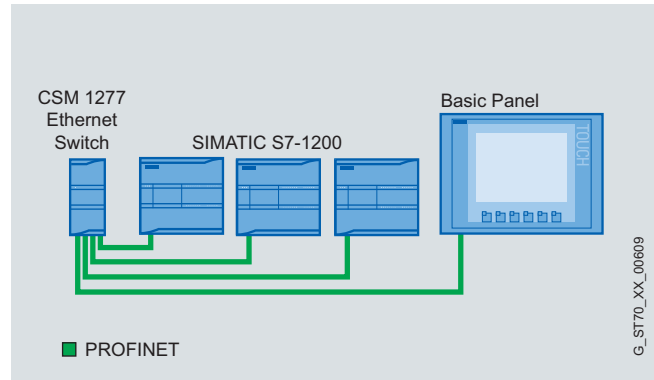 CSM 1277
Ethernet
Switch
SIMATIC S7-1200
Basic Panel
TOUCH
PROFINET
G_ST70_XX_00609